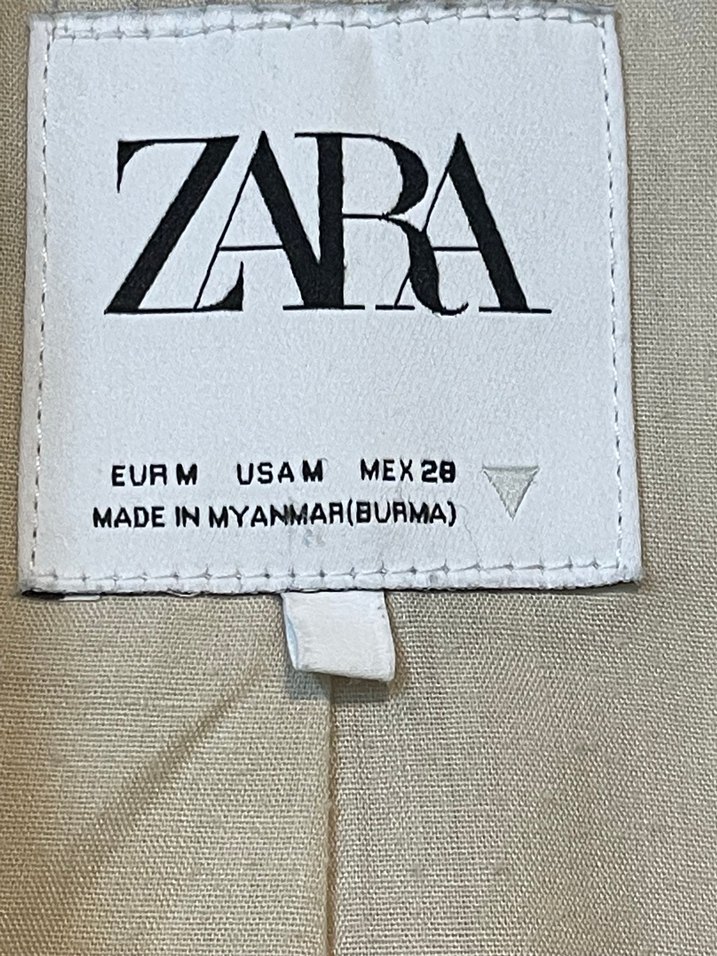 ZARA
EUR M USA M MEX 28
MADE IN MYANMAR(BURMA)